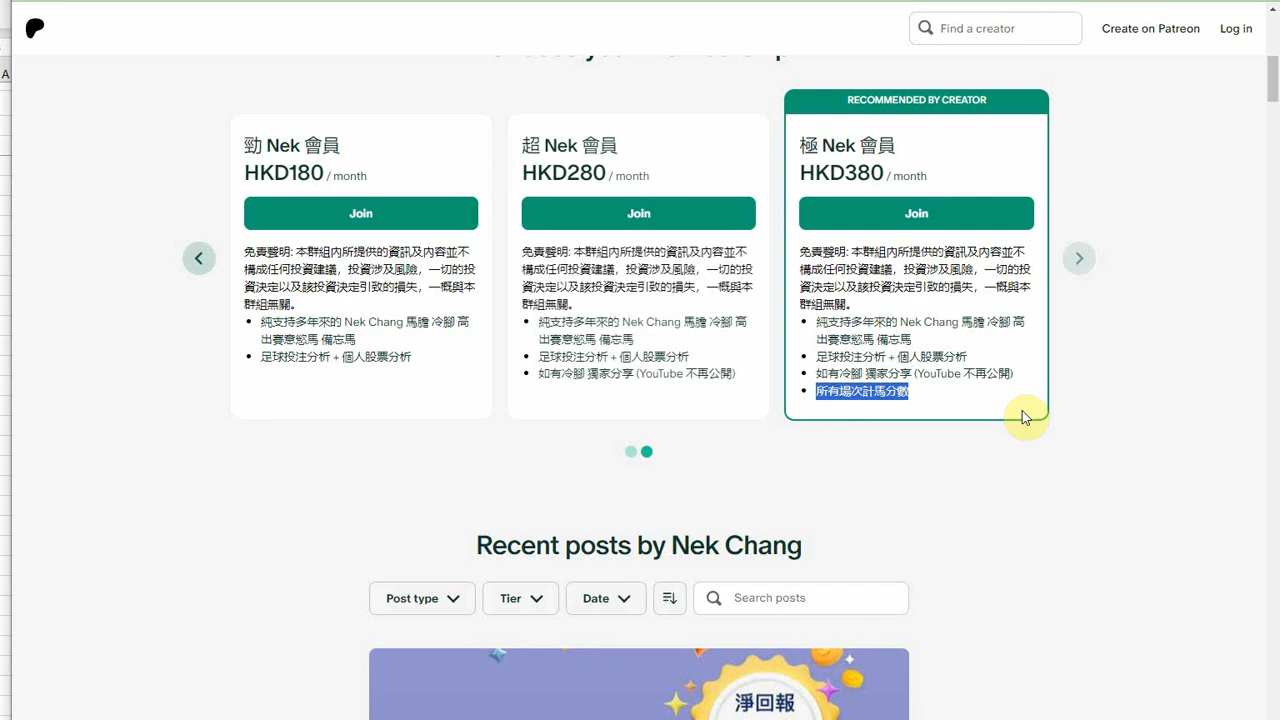 Find a creator
Create on Patreon
Log in
A
RECOMMENDED BY CREATOR
勁 Nek 會員
HKD180 / month
Join
免責聲明: 本群組內所提供的資訊及內容並不
構成任何投資建議，投資涉及風險，一切的投
資決定以及該投資決定引致的損失，一概與本
群組無關。
純支持多年來的 Nek Chang 馬膽 冷腳 高
出賽意慾馬 備忘馬
足球投注分析 + 個人股票分析
超 Nek 會員
HKD280 / month
Join
免責聲明: 本群組內所提供的資訊及內容並不
構成任何投資建議，投資涉及風險，一切的投
資決定以及該投資決定引致的損失，一概與本
群組無關。
純支持多年來的 Nek Chang 馬膽 冷腳 高
出賽意慾馬 備忘馬
足球投注分析 + 個人股票分析
如有冷腳 獨家分享 (YouTube 不再公開)
極 Nek 會員
HKD380 / month
Join
免責聲明: 本群組內所提供的資訊及內容並不
構成任何投資建議，投資涉及風險，一切的投
資決定以及該投資決定引致的損失，一概與本
群組無關。
純支持多年來的 Nek Chang 馬膽 冷腳 高
出賽意慾馬 備忘馬
足球投注分析 + 個人股票分析
如有冷腳 獨家分享 (YouTube 不再公開)
所有場次計馬分數
Recent posts by Nek Chang
Post type
Tier
Date
Search posts
淨回報